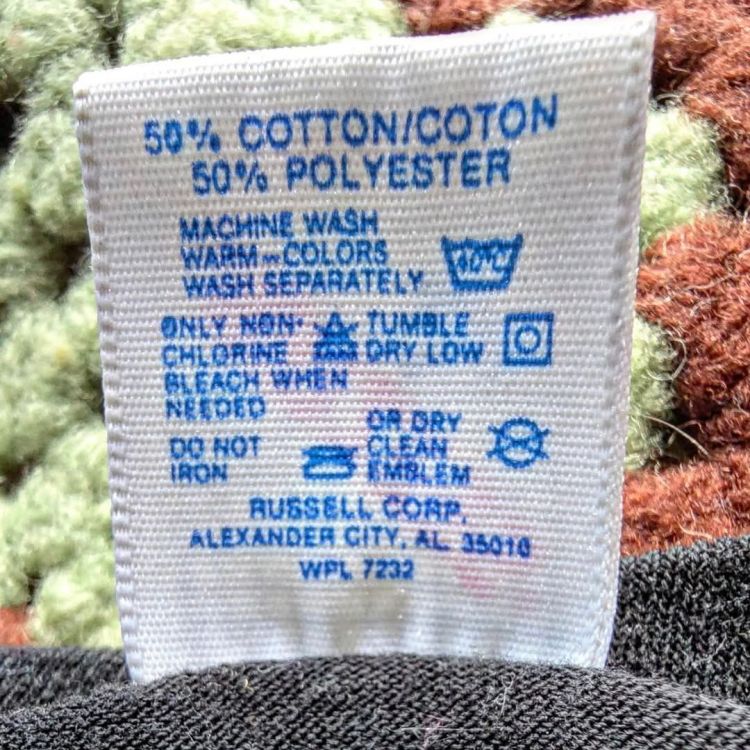 50% COTTON/COTON
50% POLYESTER
MACHINE WASH
WARM—COLORS
WASH SEPARATELY
40°C
ONLY NON-
CHLORINE
BLEACH WHEN
NEEDED
TUMBLE
DRY LOW
DO NOT
IRON
OR DRY
CLEAN
EMBLEM
RUSSELL CORP.
ALEXANDER CITY, AL 35010
WPL 7232